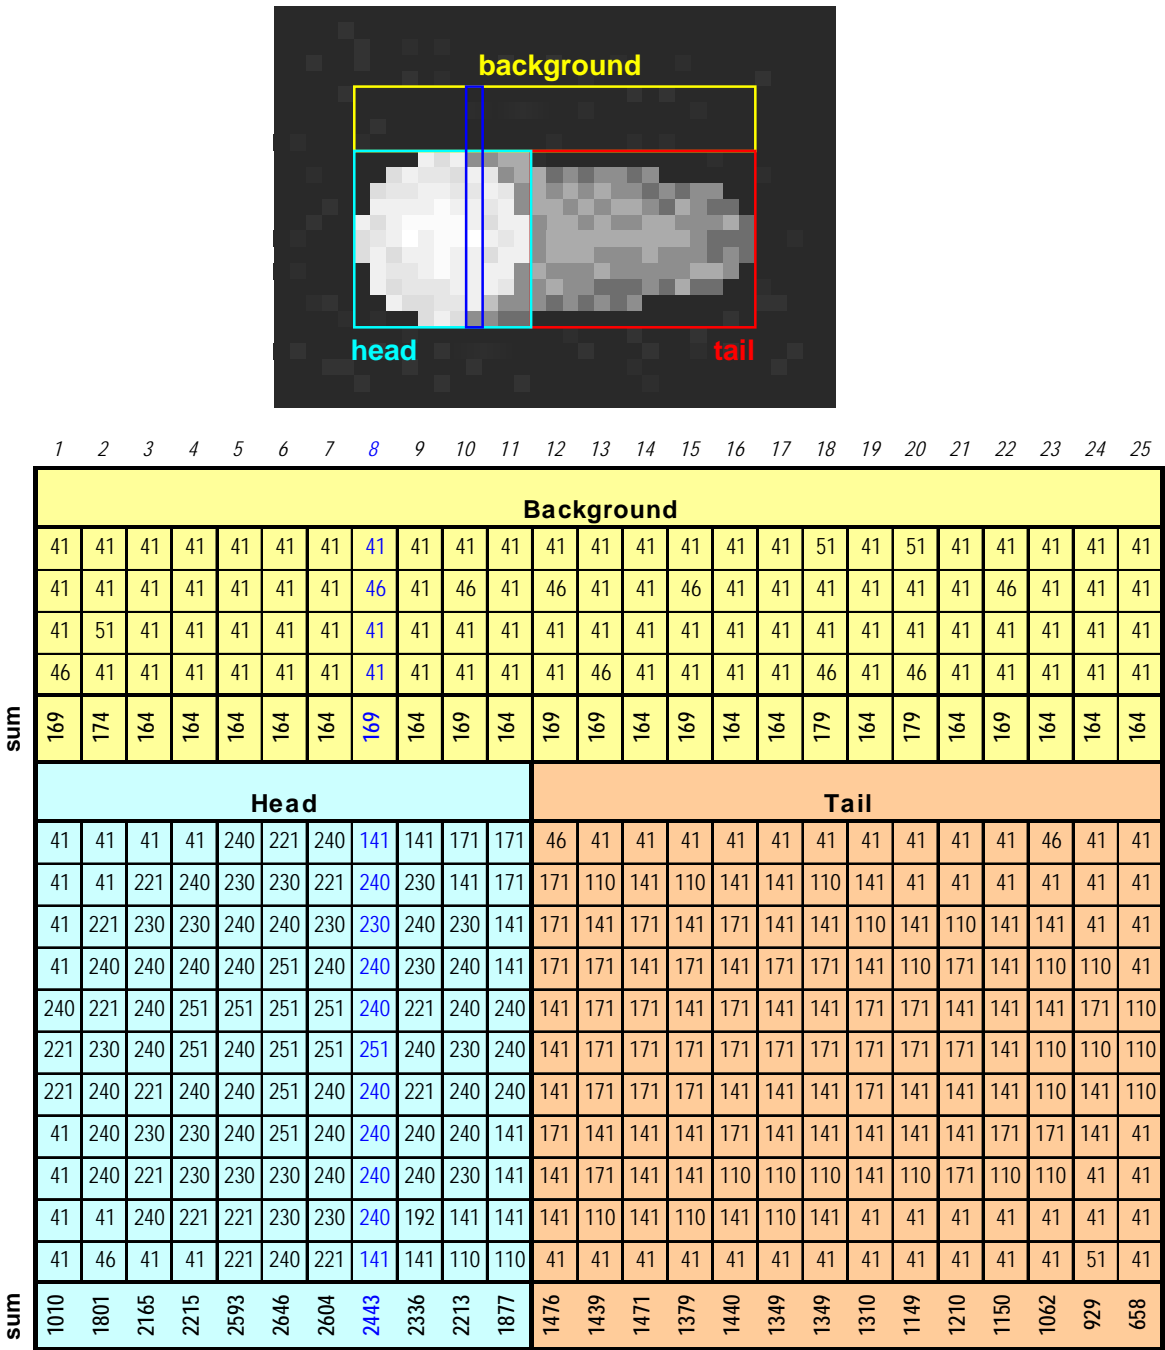 background
head tail
1 2 3 4 5 6 7 8 9 10 11 12 13 14 15 16 17 18 19 20 21 22 23 24 25
Background
41 41 41 41 41 41 41 41 41 41 41 41 41 41 41 41 41 51 41 51 41 41 41 41 41
41 41 41 41 41 41 41 46 41 46 41 46 41 41 46 41 41 41 41 41 41 46 41 41 41
41 51 41 41 41 41 41 41 41 41 41 41 41 41 41 41 41 41 41 41 41 41 41 41 41
46 41 41 41 41 41 41 41 41 41 41 41 46 41 41 41 41 46 41 46 41 41 41 41 41
sum 169 174 164 164 164 164 164 169 164 169 164 169 169 164 169 164 164 179 164 179 164 169 164 164 164
Head Tail
41 41 41 41 240 221 240 141 141 171 171 46 41 41 41 41 41 41 41 41 41 41 46 41 41
41 41 221 240 230 230 221 240 230 141 171 171 110 141 110 141 141 110 141 41 41 41 41 41 41
41 221 230 230 240 240 230 230 240 230 141 171 141 171 141 171 141 141 110 141 110 141 141 41 41
41 240 240 240 240 251 240 240 230 240 141 171 171 141 171 141 171 171 141 110 171 141 110 110 41
240 221 240 251 251 251 251 240 221 240 240 141 171 171 141 171 141 141 171 171 141 141 141 171 110
221 230 240 251 240 251 251 251 240 230 240 141 171 171 171 171 171 171 171 171 171 141 110 110 110
221 240 221 240 240 251 240 240 221 240 240 141 171 171 171 141 141 141 171 141 141 141 110 141 110
41 240 230 230 240 251 240 240 240 240 141 171 141 141 141 171 141 141 141 141 141 171 171 141 41
41 240 221 230 230 230 240 240 240 230 141 141 171 141 141 110 110 110 141 110 171 110 110 41 41
41 41 240 221 221 230 230 240 192 141 141 141 110 141 110 141 110 141 41 41 41 41 41 41 41
41 46 41 41 221 240 221 141 141 110 110 41 41 41 41 41 41 41 41 41 41 41 41 51 41
sum 1010 1801 2165 2215 2593 2646 2604 2443 2336 2213 1877 1476 1439 1471 1379 1440 1349 1349 1310 1149 1210 1150 1062 929 658